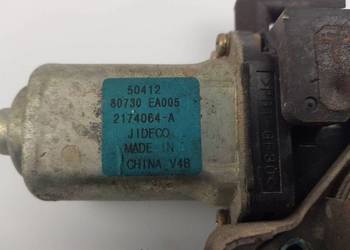 50412
80730 EA005
2174064-A
JIDECO
MADE IN
CHINA V4B